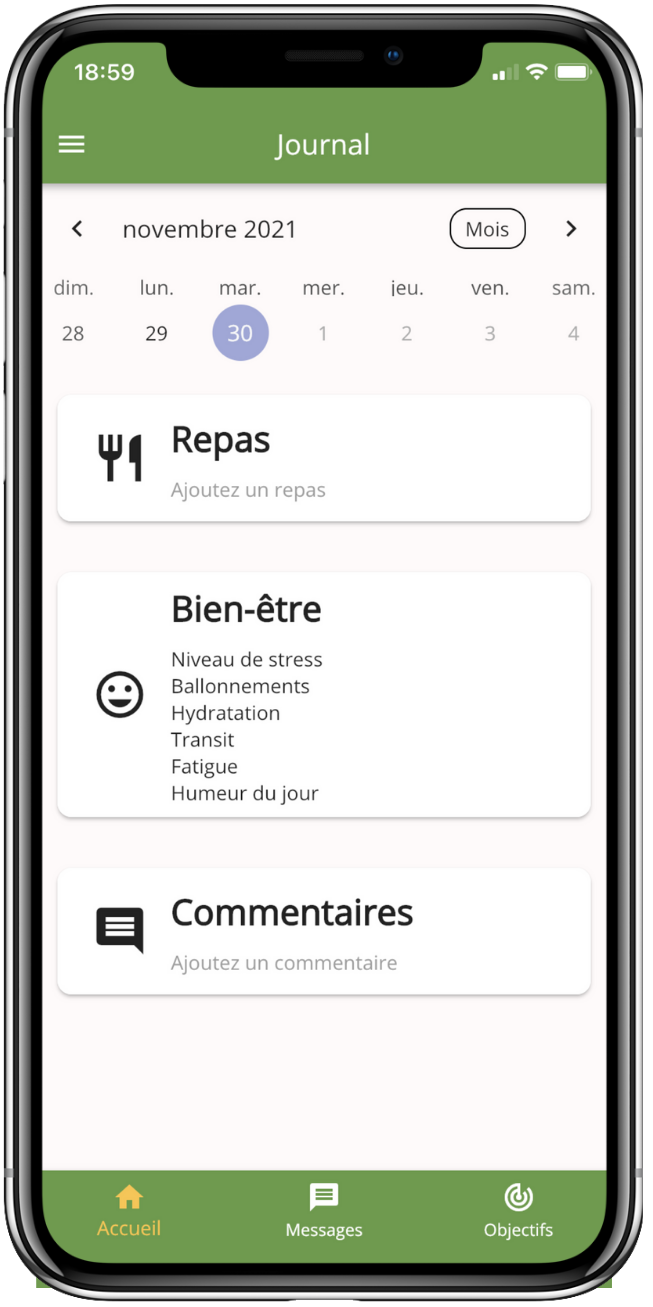 18:59
Journal
novembre 2021 Mois
dim. lun. mar. mer. jeu. ven. sam.
28 29 30 1 2 3 4
Repas
Ajoutez un repas
Bien-être
Niveau de stress
Ballonnements
Hydratation
Transit
Fatigue
Humeur du jour
Commentaires
Ajoutez un commentaire
Accueil Messages Objectifs